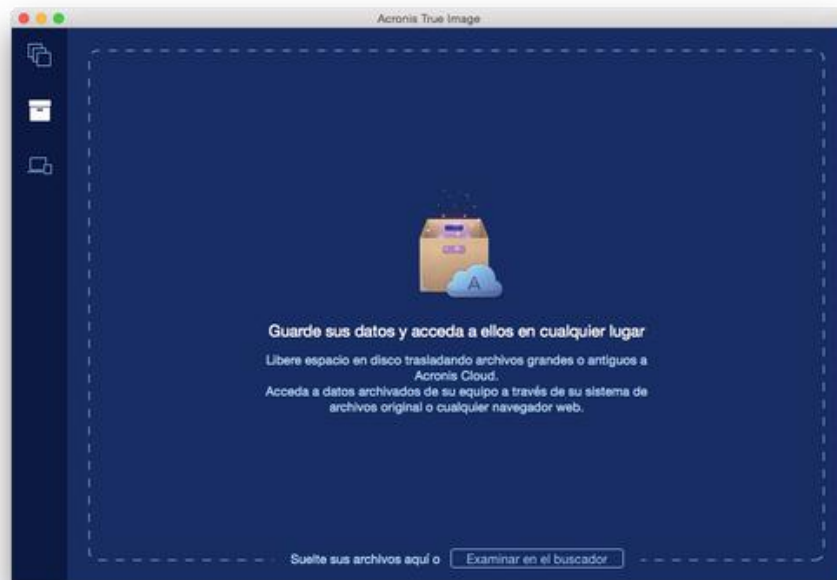 Acronis True Image
A
Guarde sus datos y acceda a ellos en cualquier lugar
Libere espacio en disco trasladando archivos grandes o antiguos a
Acronis Cloud.
Acceda a datos archivados de su equipo a través de su sistema de
archivos original o cualquier navegador web.
Suelte sus archivos aquí o Examinar en el buscador